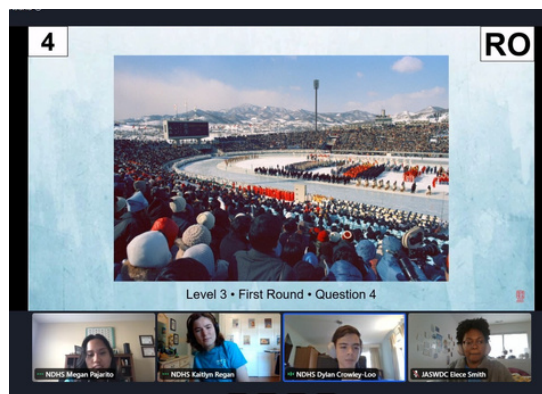 4
RO
Level 3 • First Round • Question 4
NDHS Megan Pajarito
NDHS Kaitlyn Regan
NDHS Dylan Crowley-Loo
JASWDC Elece Smith